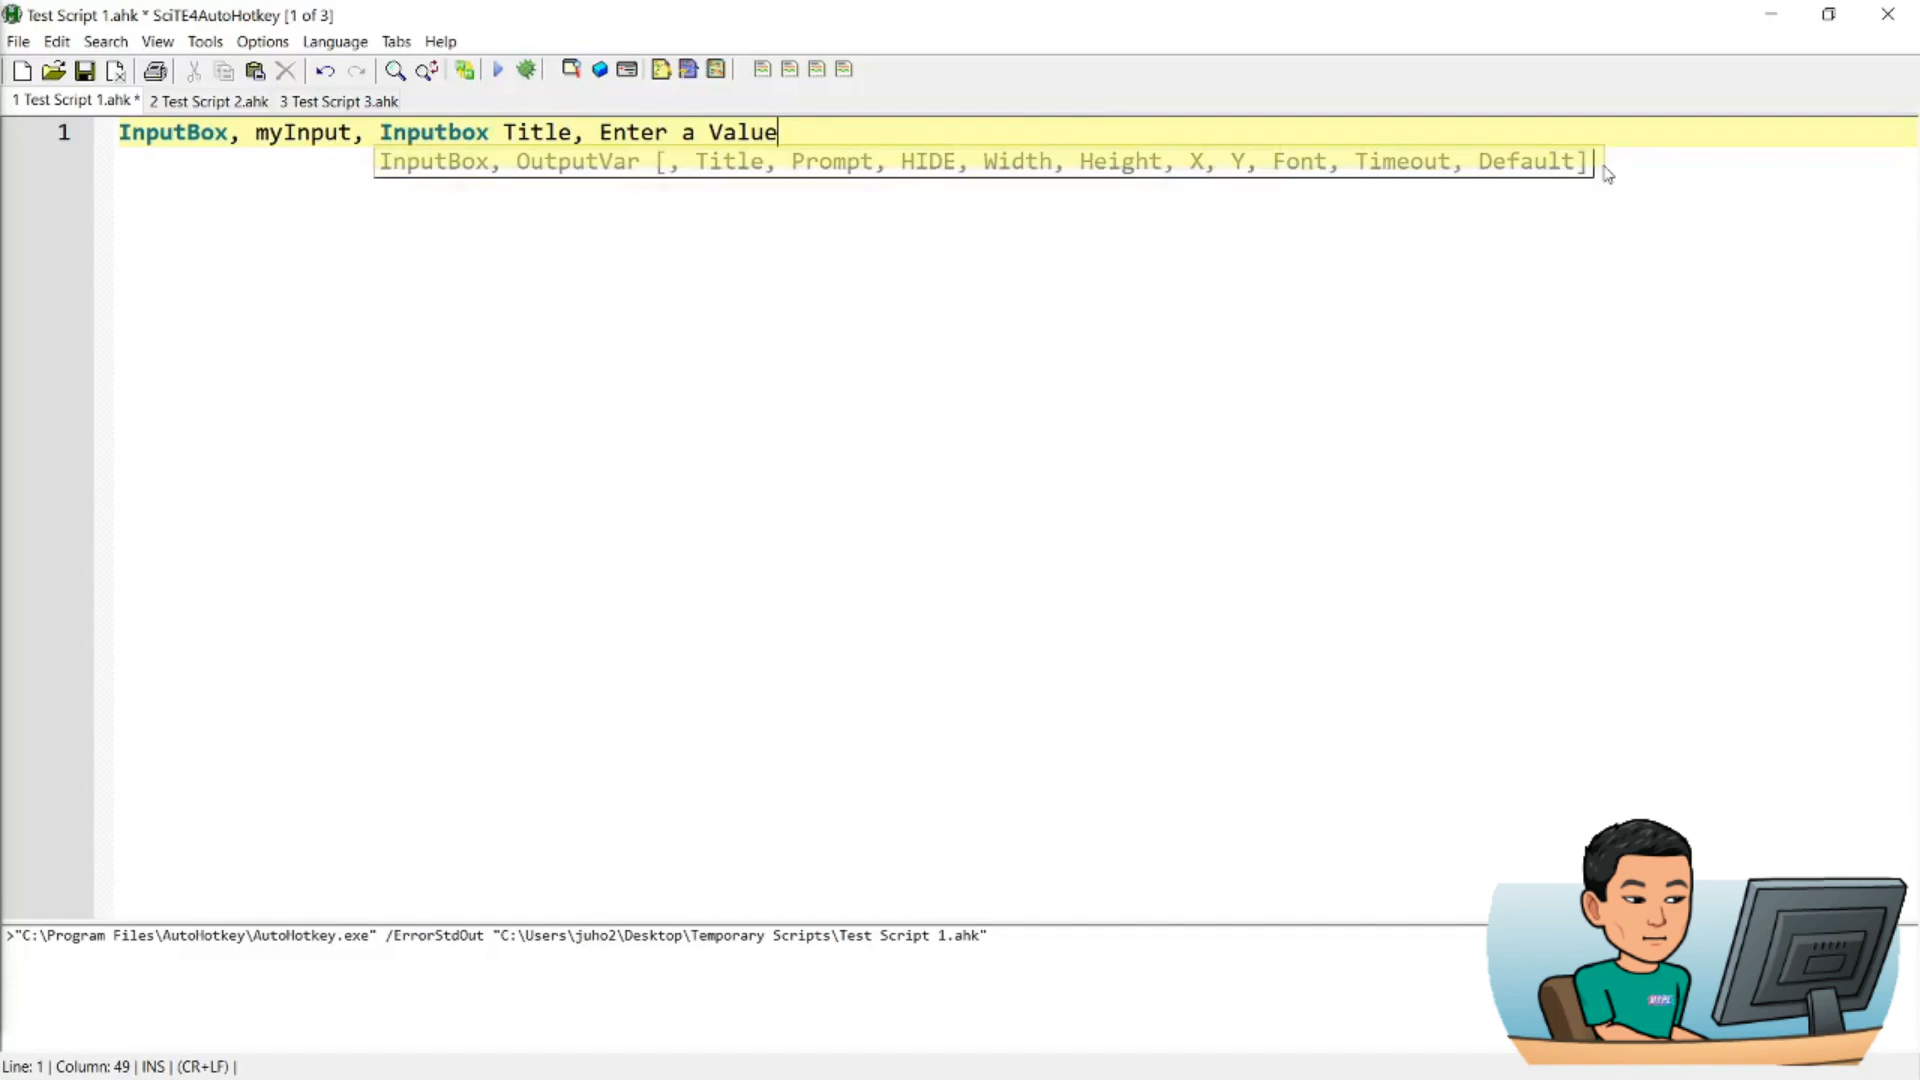 Test Script 1.ahk * SciTE4AutoHotkey [1 of 3]
File Edit Search View Tools Options Language Tabs Help
1 Test Script 1.ahk * 2 Test Script 2.ahk 3 Test Script 3.ahk
1 InputBox, myInput, Inputbox Title, Enter a Value
InputBox, OutputVar [, Title, Prompt, HIDE, Width, Height, X, Y, Font, Timeout, Default]
>"C:\Program Files\AutoHotkey\AutoHotkey.exe" /ErrorStdOut "C:\Users\juho2\Desktop\Temporary Scripts\Test Script 1.ahk"
Line: 1 | Column: 49 | INS | (CR+LF) |